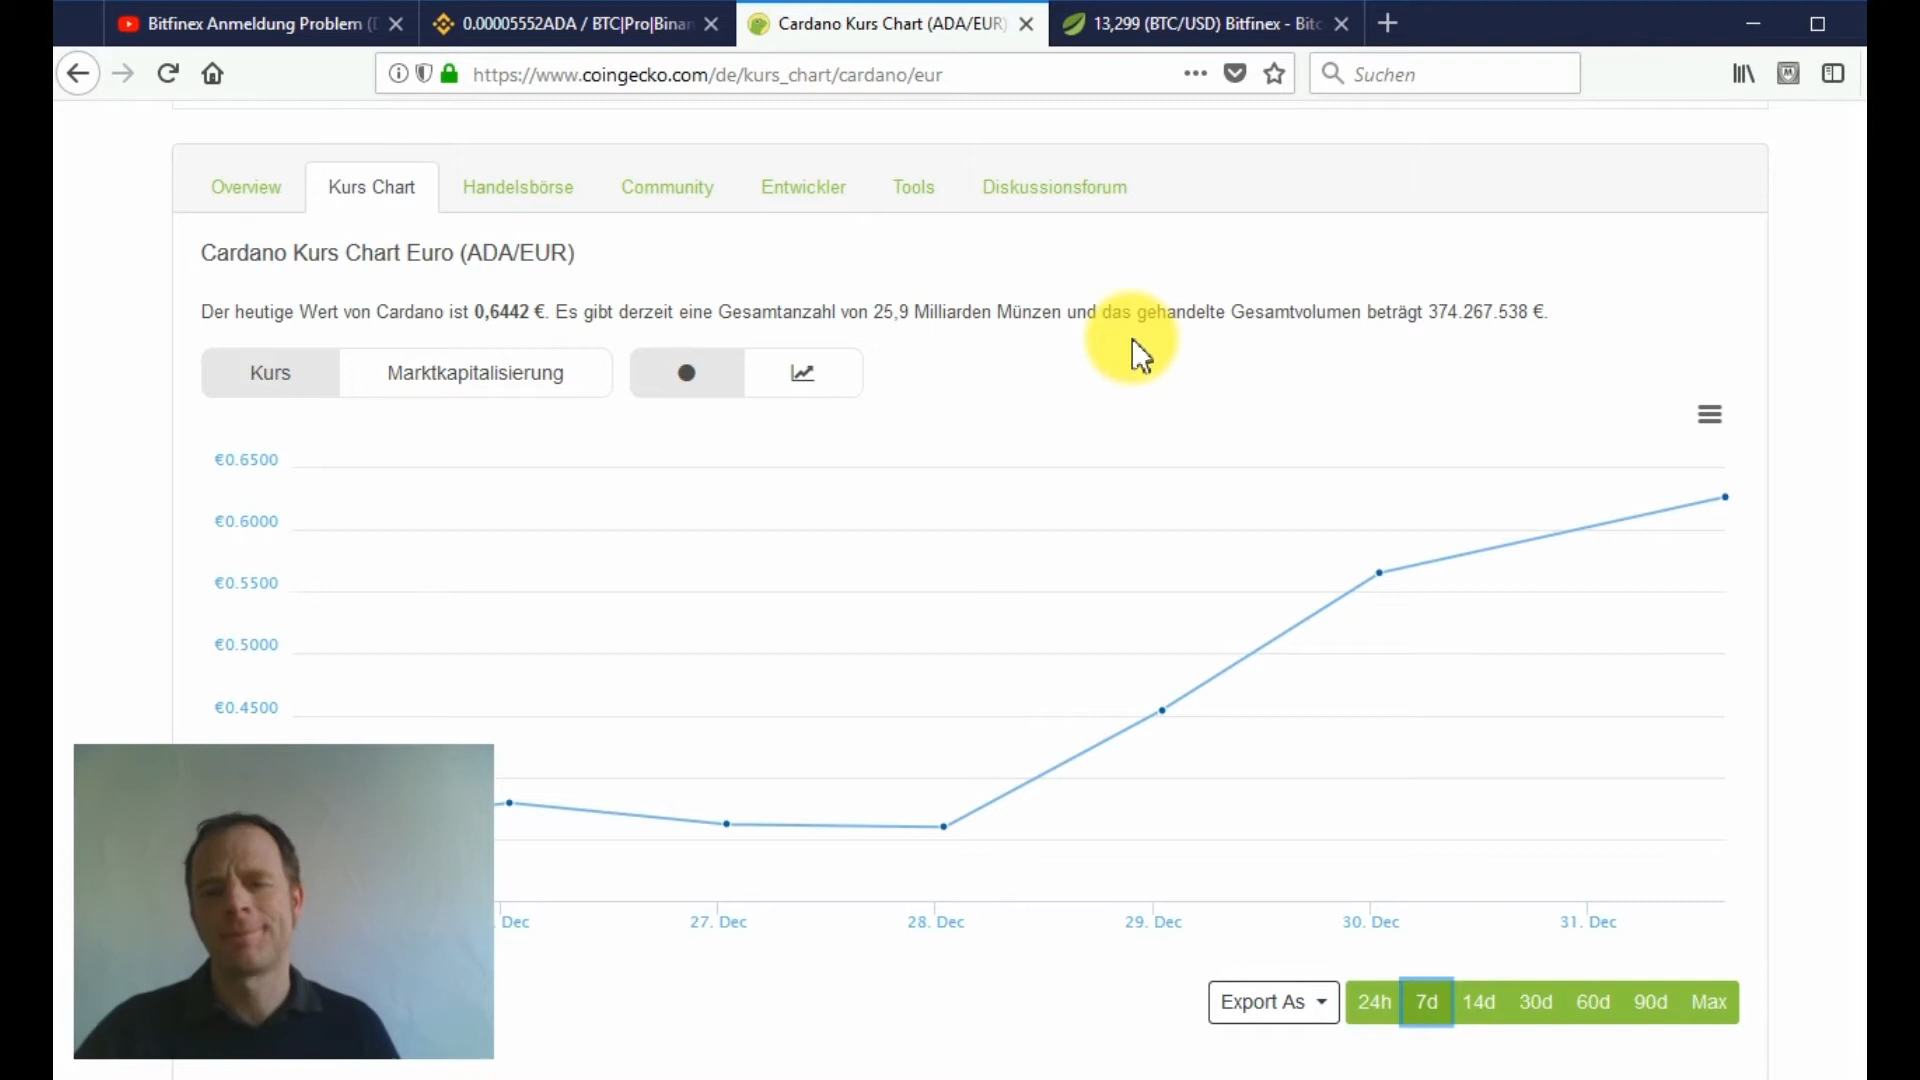 Bitfinex Anmeldung Problem (
0.00005552ADA / BTC|Pro|Binan
Cardano Kurs Chart (ADA/EUR)
13,299 (BTC/USD) Bitfinex - Bitc
https://www.coingecko.com/de/kurs_chart/cardano/eur
Suchen
Overview
Kurs Chart
Handelsbörse
Community
Entwickler
Tools
Diskussionsforum
Cardano Kurs Chart Euro (ADA/EUR)
Der heutige Wert von Cardano ist 0,6442 €. Es gibt derzeit eine Gesamtanzahl von 25,9 Milliarden Münzen und das gehandelte Gesamtvolumen beträgt 374.267.538 €.
Kurs
Marktkapitalisierung
€0.6500
€0.6000
€0.5500
€0.5000
€0.4500
. Dec
27. Dec
28. Dec
29. Dec
30. Dec
31. Dec
Export As
24h
7d
14d
30d
60d
90d
Max